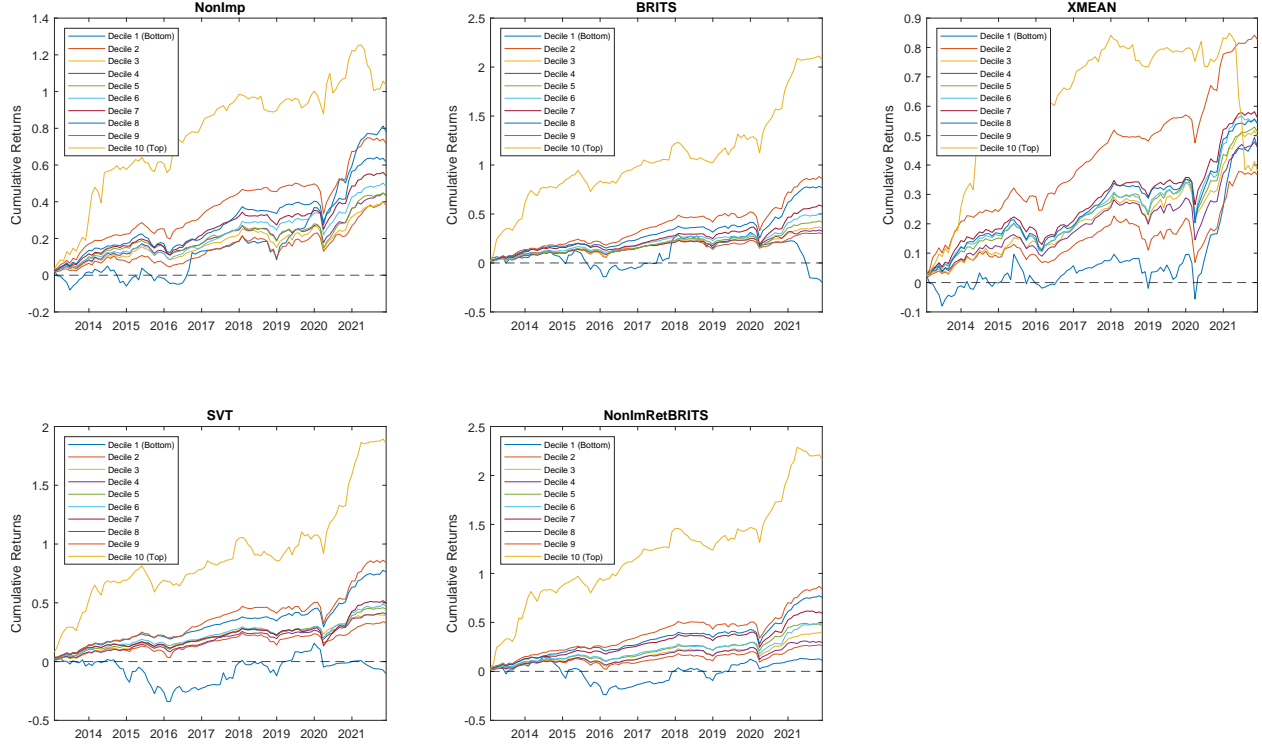 NonImp
Cumulative Returns
1.4
1.2
1
0.8
0.6
0.4
0.2
0
-0.2
Decile 1 (Bottom)
Decile 2
Decile 3
Decile 4
Decile 5
Decile 6
Decile 7
Decile 8
Decile 9
Decile 10 (Top)
2014 2015 2016 2017 2018 2019 2020 2021
BRITS
Cumulative Returns
2.5
2
1.5
1
0.5
0
-0.5
Decile 1 (Bottom)
Decile 2
Decile 3
Decile 4
Decile 5
Decile 6
Decile 7
Decile 8
Decile 9
Decile 10 (Top)
2014 2015 2016 2017 2018 2019 2020 2021
XMEAN
Cumulative Returns
0.9
0.8
0.7
0.6
0.5
0.4
0.3
0.2
0.1
0
-0.1
Decile 1 (Bottom)
Decile 2
Decile 3
Decile 4
Decile 5
Decile 6
Decile 7
Decile 8
Decile 9
Decile 10 (Top)
2014 2015 2016 2017 2018 2019 2020 2021
SVT
Cumulative Returns
2
1.5
1
0.5
0
-0.5
Decile 1 (Bottom)
Decile 2
Decile 3
Decile 4
Decile 5
Decile 6
Decile 7
Decile 8
Decile 9
Decile 10 (Top)
2014 2015 2016 2017 2018 2019 2020 2021
NonImRetBRITS
Cumulative Returns
2.5
2
1.5
1
0.5
0
-0.5
Decile 1 (Bottom)
Decile 2
Decile 3
Decile 4
Decile 5
Decile 6
Decile 7
Decile 8
Decile 9
Decile 10 (Top)
2014 2015 2016 2017 2018 2019 2020 2021